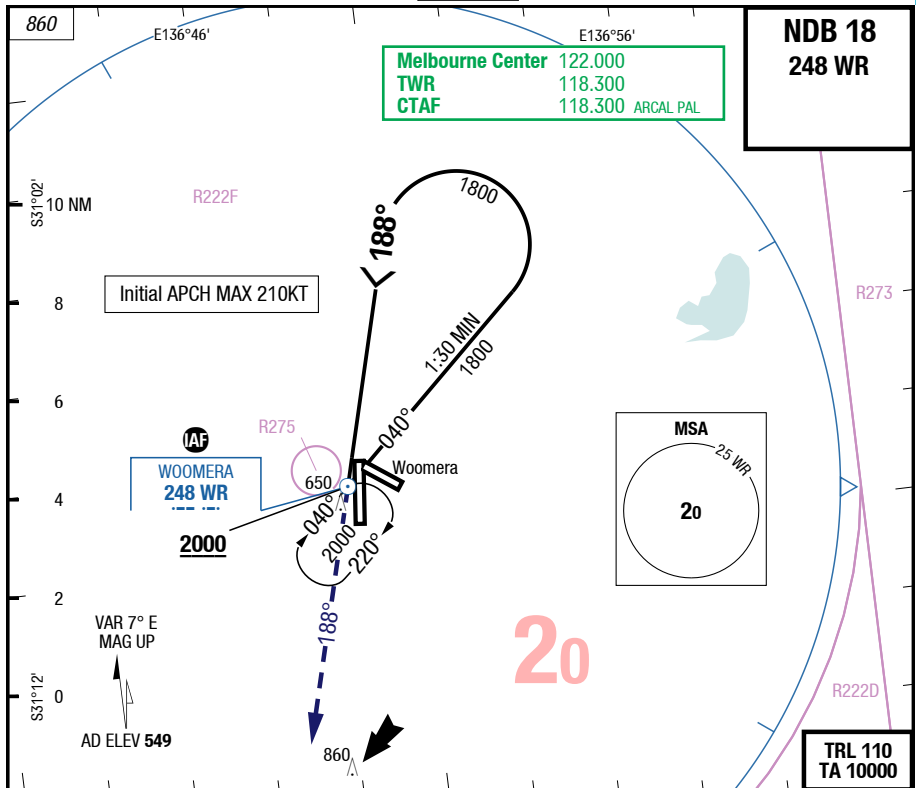 860
E136°46'
E136°56'
NDB 18
248 WR
Melbourne Center 122.000
TWR 118.300
CTAF 118.300 ARCAL PAL
S31°02'
10 NM
R222F
188°
1800
Initial APCH MAX 210KT
8
R273
1:30 MIN
1800
6
IAF
R275
040°
MSA
25 WR
20
WOOMERA
248 WR
650
Woomera
4
2000
040°
2000
220°
2
188°
20
VAR 7° E
MAG UP
S31°12'
0
R222D
AD ELEV 549
860
TRL 110
TA 10000